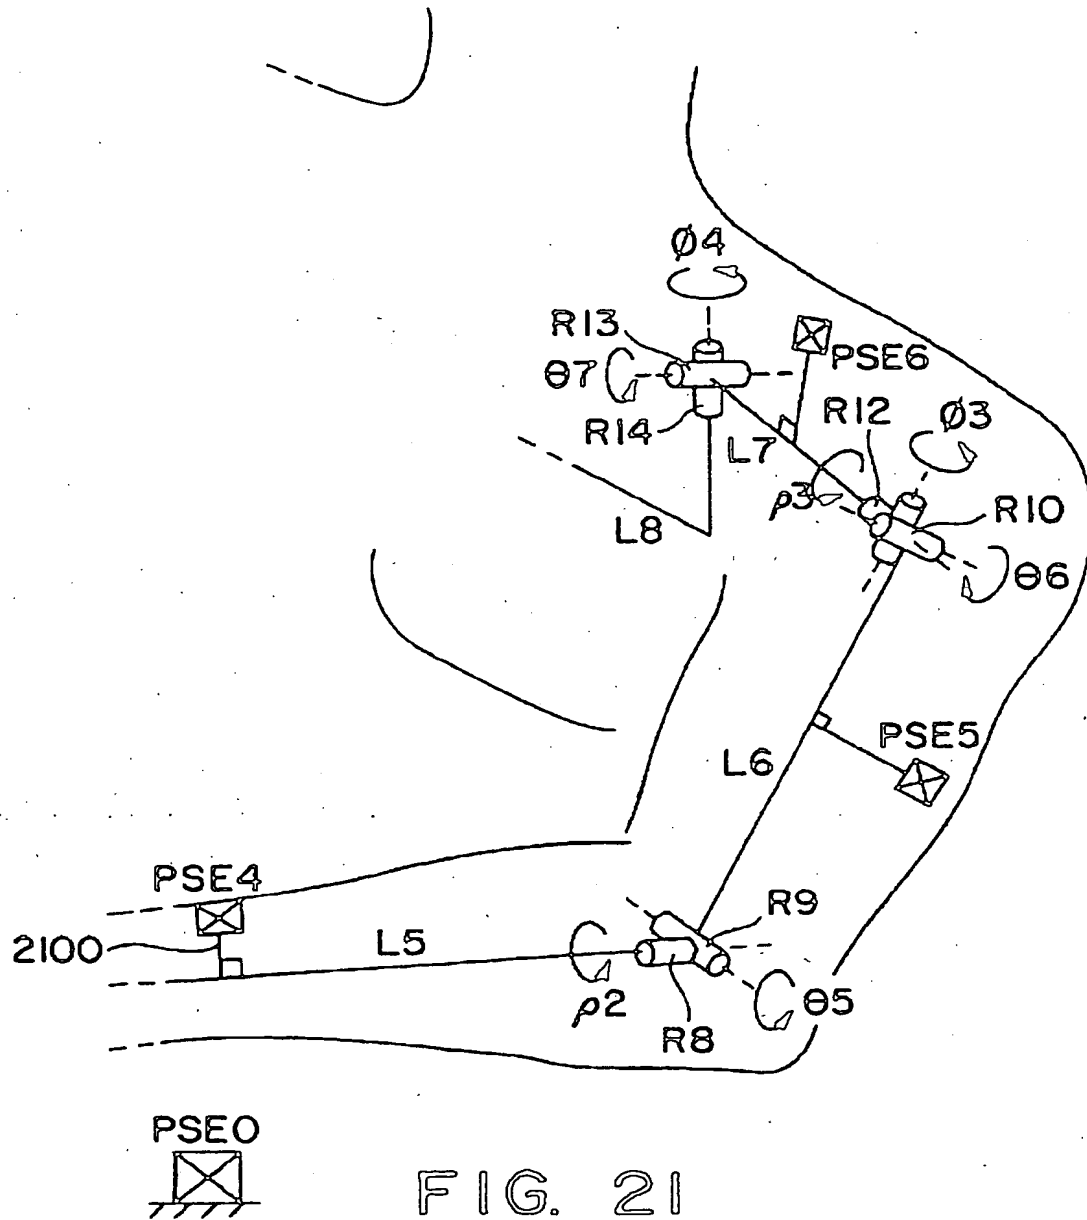 Ø4
R13
PSE6
θ7
R12
Ø3
R14
L7
ρ3
R10
L8
θ6
PSE5
L6
PSE4
R9
2100
L5
ρ2
θ5
R8
PSE0
FIG. 21